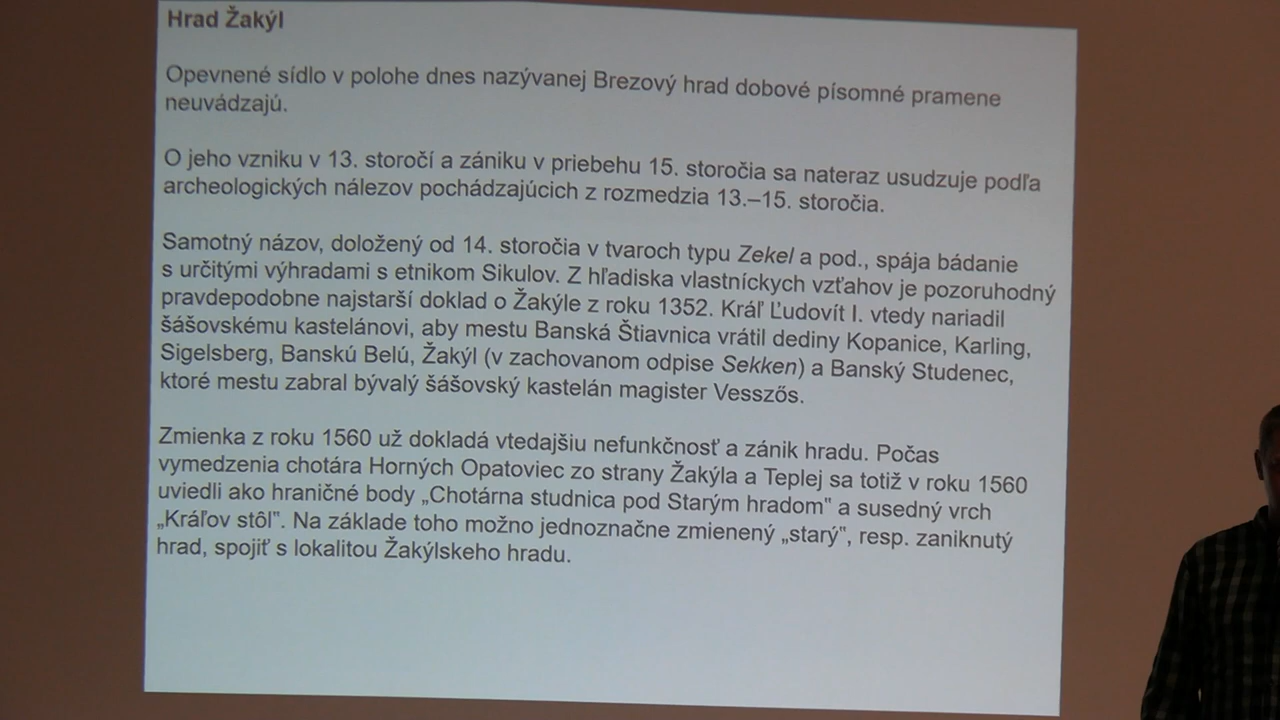 Hrad Žakýl
Opevnené sídlo v polohe dnes nazývanej Brezový hrad dobové písomné pramene
neuvádzajú.
O jeho vzniku v 13. storočí a zániku v priebehu 15. storočia sa nateraz usudzuje podľa
archeologických nálezov pochádzajúcich z rozmedzia 13.–15. storočia.
Samotný názov, doložený od 14. storočia v tvaroch typu Zekel a pod., spája bádanie
s určitými výhradami s etnikom Sikulov. Z hľadiska vlastníckych vzťahov je pozoruhodný
pravdepodobne najstarší doklad o Žakýle z roku 1352. Kráľ Ľudovít I. vtedy nariadil
šášovskému kastelánovi, aby mestu Banská Štiavnica vrátil dediny Kopanice, Karling,
Sigelsberg, Banskú Belú, Žakýl (v zachovanom odpise Sekken) a Banský Studenec,
ktoré mestu zabral bývalý šášovský kastelán magister Vesszős.
Zmienka z roku 1560 už dokladá vtedajšiu nefunkčnosť a zánik hradu. Počas
vymedzenia chotára Horných Opatoviec zo strany Žakýla a Teplej sa totiž v roku 1560
uviedli ako hraničné body „Chotárna studnica pod Starým hradom" a susedný vrch
„Kráľov stôl". Na základe toho možno jednoznačne zmienený „starý", resp. zaniknutý
hrad, spojiť s lokalitou Žakýlskeho hradu.